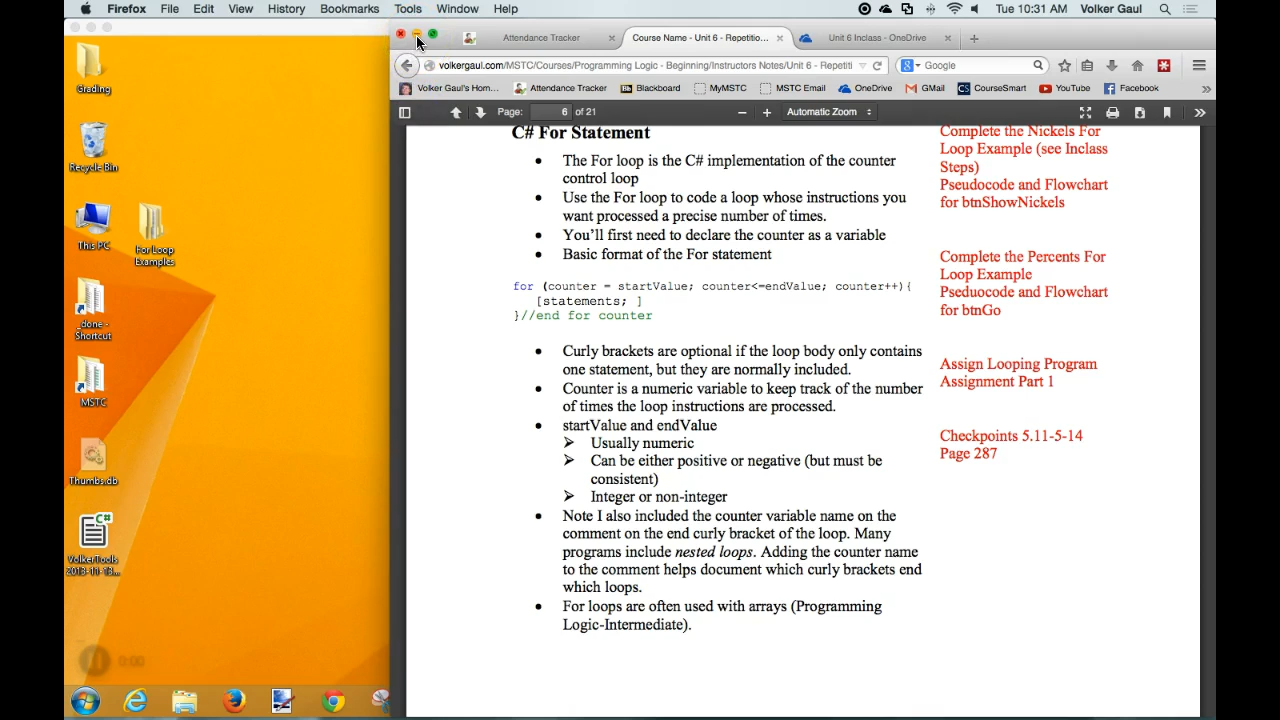 Firefox File Edit View History Bookmarks Tools Window Help Tue 10:31 AM Volker Gaul
Attendance Tracker Course Name - Unit 6 - Repetitio... Unit 6 Inclass - OneDrive
volkergaul.com/MSTC/Courses/Programming Logic - Beginning/Instructors Notes/Unit 6 - Repetiti Google
Volker Gaul's Hom... Attendance Tracker Blackboard MyMSTC MSTC Email OneDrive GMail CourseSmart YouTube Facebook
Page: 6 of 21 Automatic Zoom
Grading
Recycle Bin
This PC
For Loop
Examples
_done -
Shortcut
MSTC
Thumbs.db
VolkerTools
2013-11-13...
0:00
C# For Statement
• The For loop is the C# implementation of the counter
control loop
• Use the For loop to code a loop whose instructions you
want processed a precise number of times.
• You'll first need to declare the counter as a variable
• Basic format of the For statement
for (counter = startValue; counter<=endValue; counter++){
[statements; ]
}//end for counter
• Curly brackets are optional if the loop body only contains
one statement, but they are normally included.
• Counter is a numeric variable to keep track of the number
of times the loop instructions are processed.
• startValue and endValue
➢ Usually numeric
➢ Can be either positive or negative (but must be
consistent)
➢ Integer or non-integer
• Note I also included the counter variable name on the
comment on the end curly bracket of the loop. Many
programs include nested loops. Adding the counter name
to the comment helps document which curly brackets end
which loops.
• For loops are often used with arrays (Programming
Logic-Intermediate).
Complete the Nickels For
Loop Example (see Inclass
Steps)
Pseudocode and Flowchart
for btnShowNickels
Complete the Percents For
Loop Example
Pseduocode and Flowchart
for btnGo
Assign Looping Program
Assignment Part 1
Checkpoints 5.11-5-14
Page 287